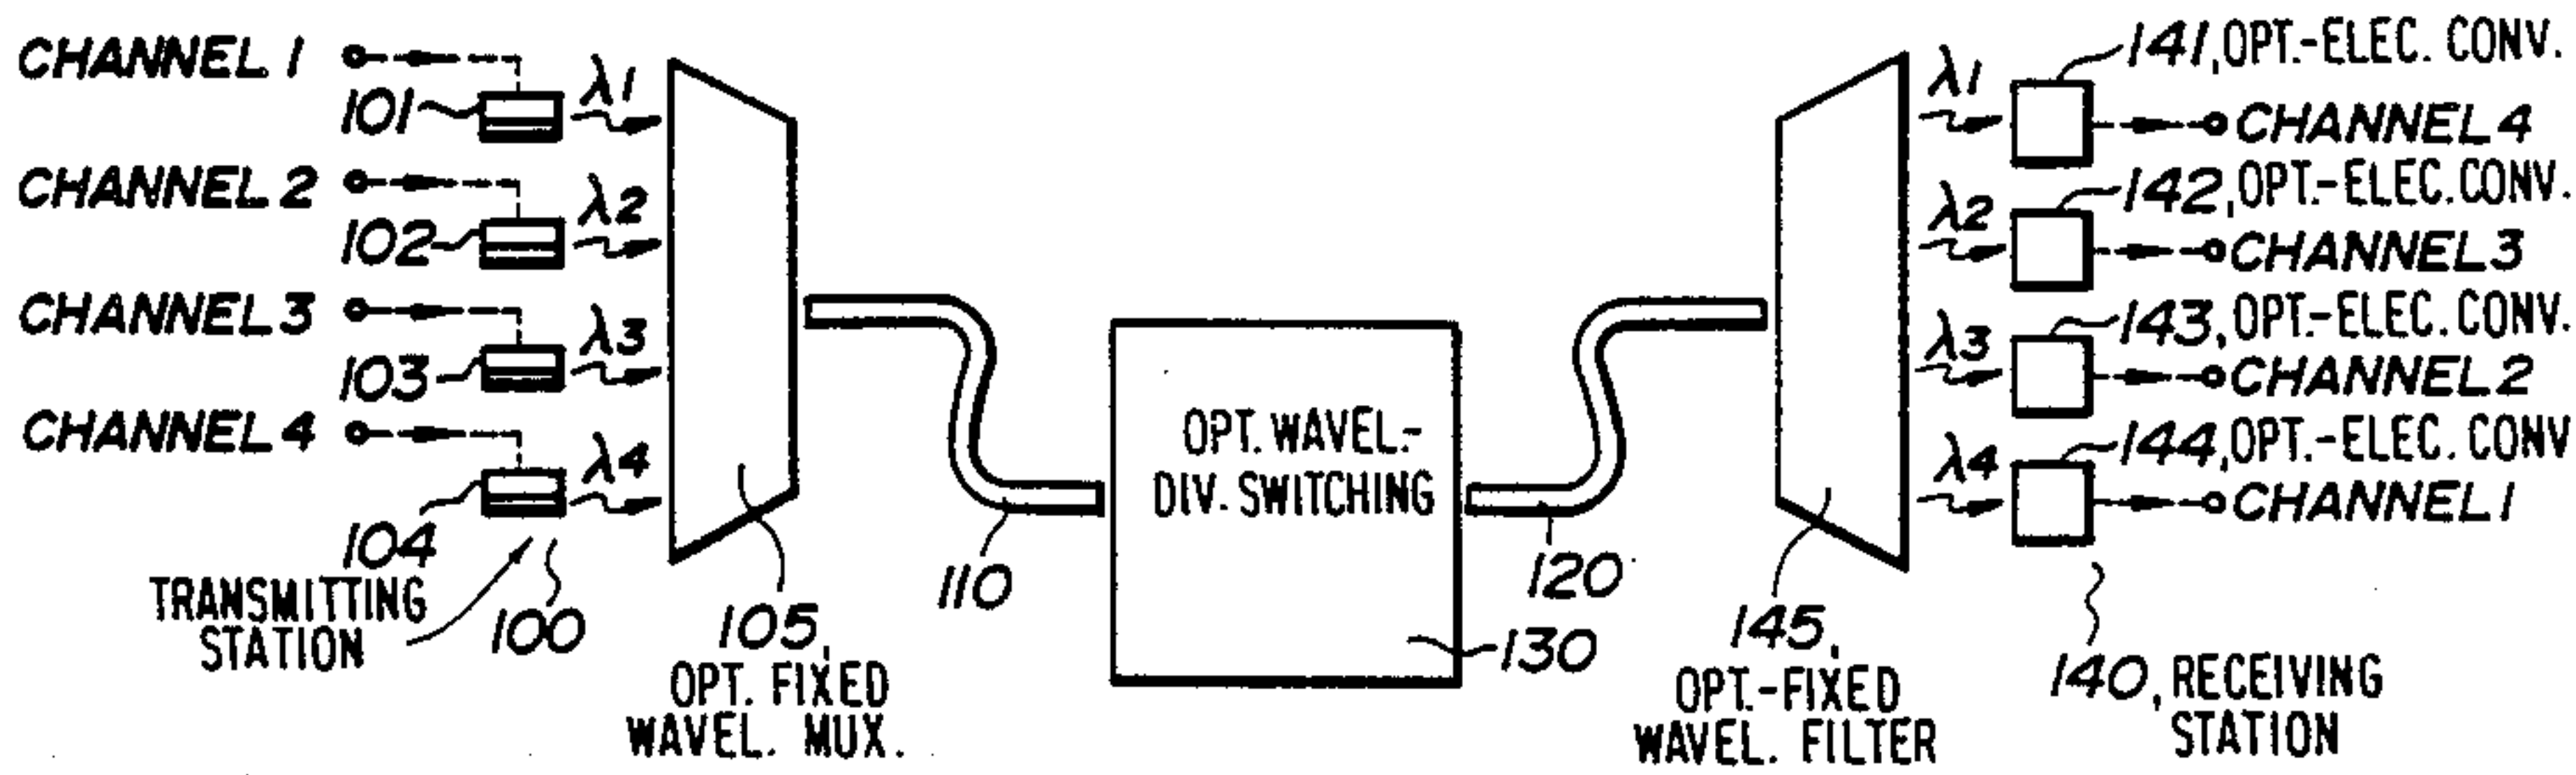 CHANNEL 1
101
λ1
CHANNEL 2
102
λ2
CHANNEL 3
103
λ3
CHANNEL 4
104
λ4
TRANSMITTING
STATION
100
105,
OPT. FIXED
WAVEL. MUX.
110
OPT. WAVEL.-
DIV. SWITCHING
130
120
145,
OPT.-FIXED
WAVEL. FILTER
λ1
141, OPT.-ELEC. CONV.
CHANNEL 4
λ2
142, OPT.-ELEC. CONV.
CHANNEL 3
λ3
143, OPT.-ELEC. CONV.
CHANNEL 2
λ4
144, OPT.-ELEC. CONV
CHANNEL 1
140, RECEIVING
STATION